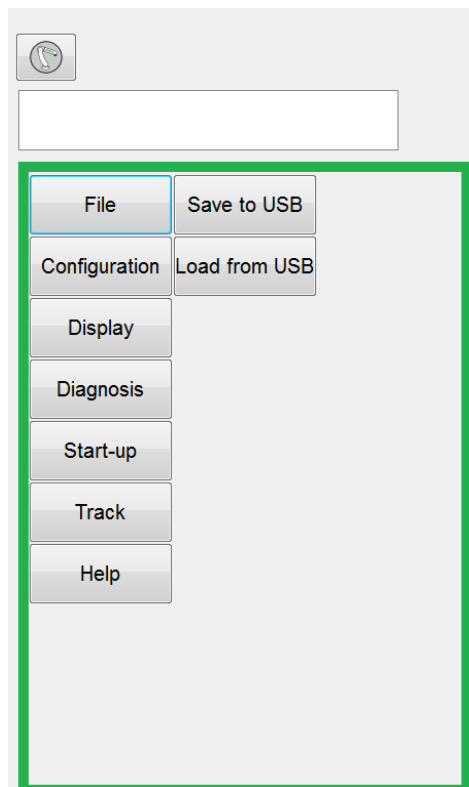 File Save to USB
Configuration Load from USB
Display
Diagnosis
Start-up
Track
Help